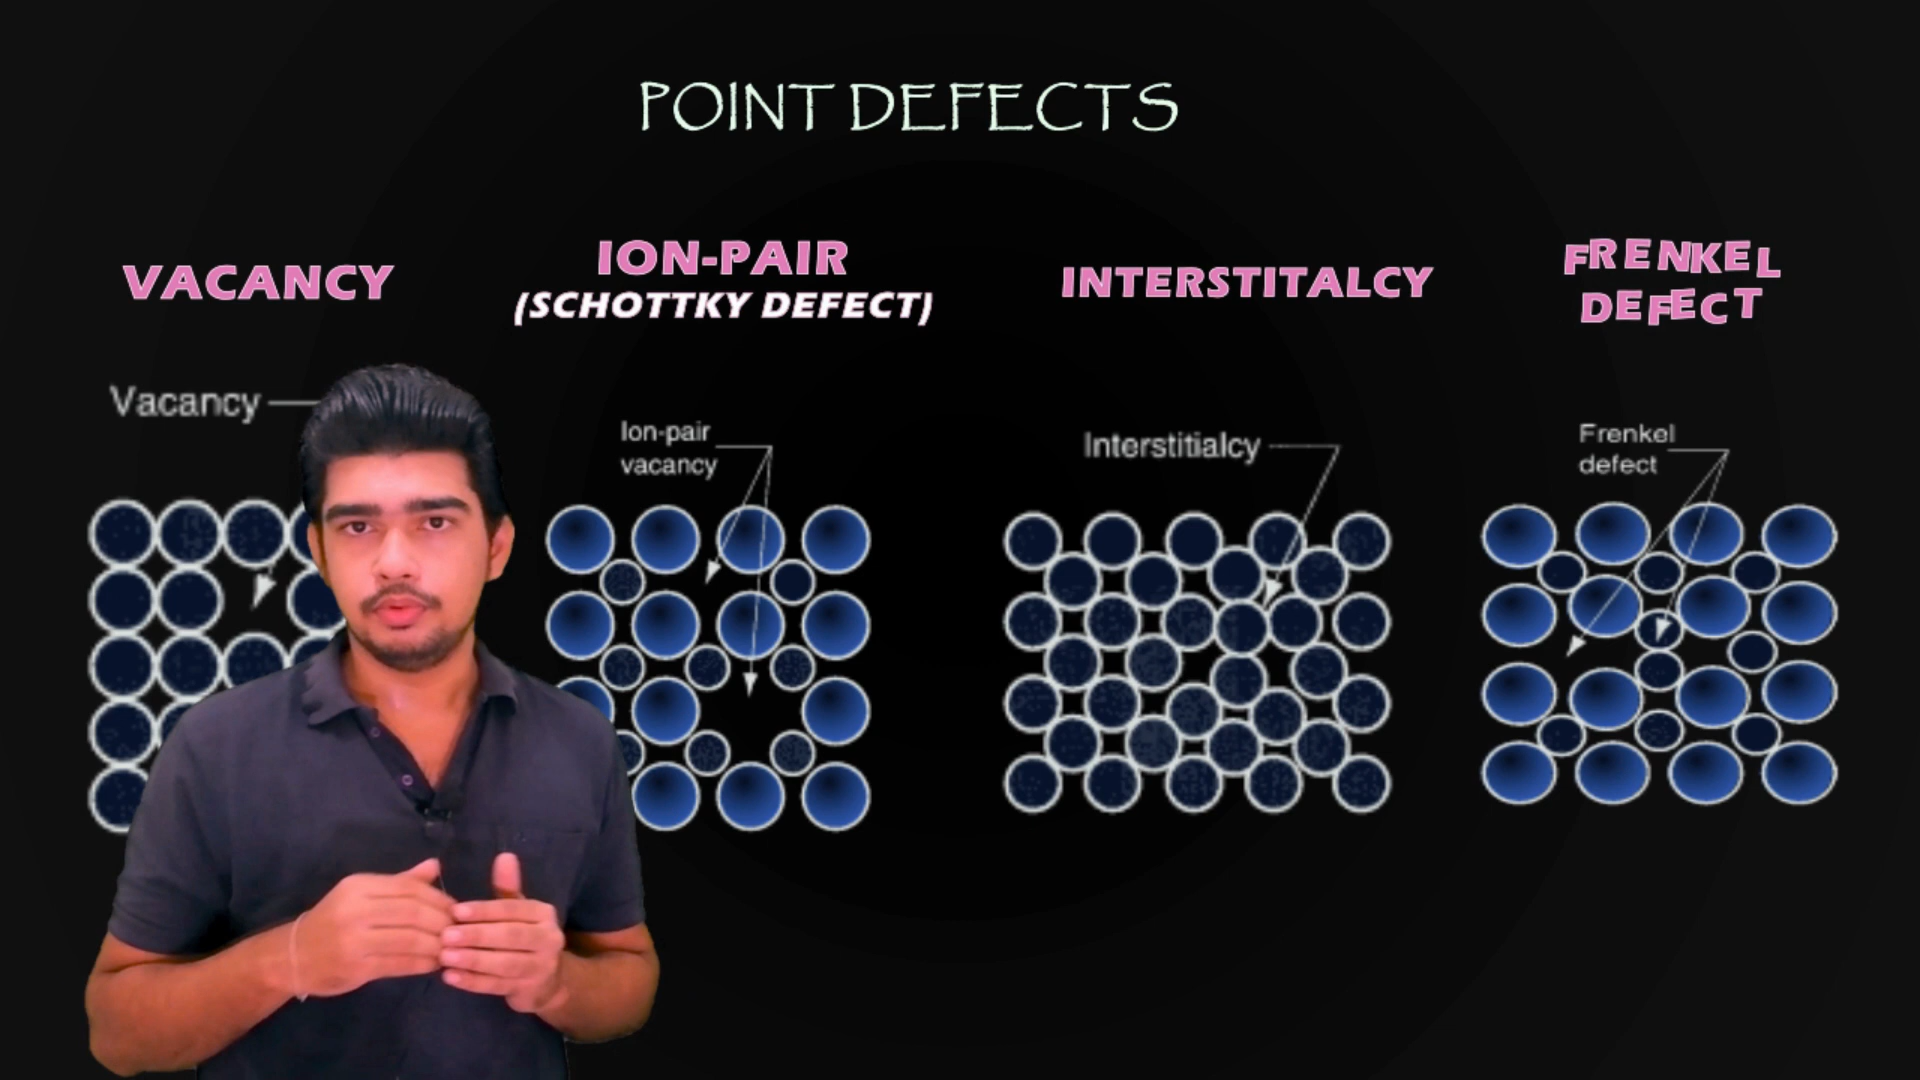 POINT DEFECTS
VACANCY
ION-PAIR
(SCHOTTKY DEFECT)
INTERSTITALCY
FRENKEL
DEFECT
Vacancy
Ion-pair
vacancy
Interstitialcy
Frenkel
defect